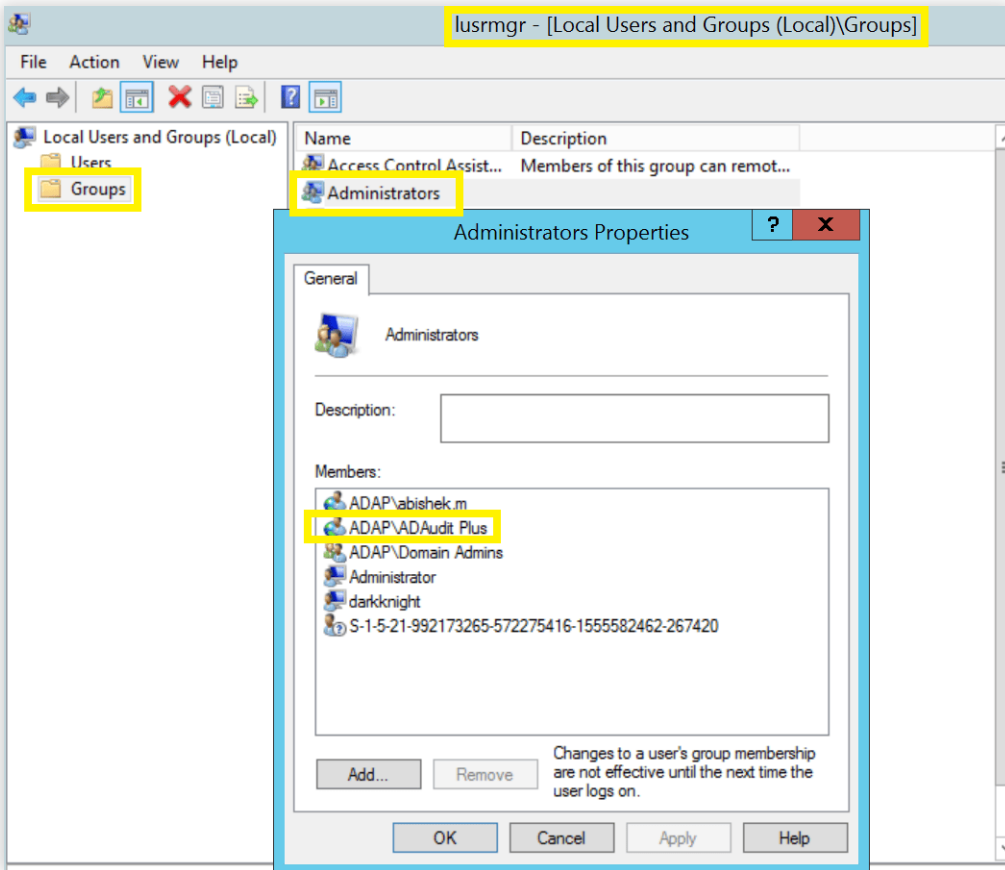 lusrmgr - [Local Users and Groups (Local)\Groups]
File Action View Help
Local Users and Groups (Local)
Users
Groups
Name Description
Access Control Assist... Members of this group can remot...
Administrators
Administrators Properties
? X
General
Administrators
Description:
Members:
ADAP\abishek.m
ADAP\ADAudit Plus
ADAP\Domain Admins
Administrator
darkknight
S-1-5-21-992173265-572275416-1555582462-267420
Add... Remove
Changes to a user's group membership
are not effective until the next time the
user logs on.
OK Cancel Apply Help